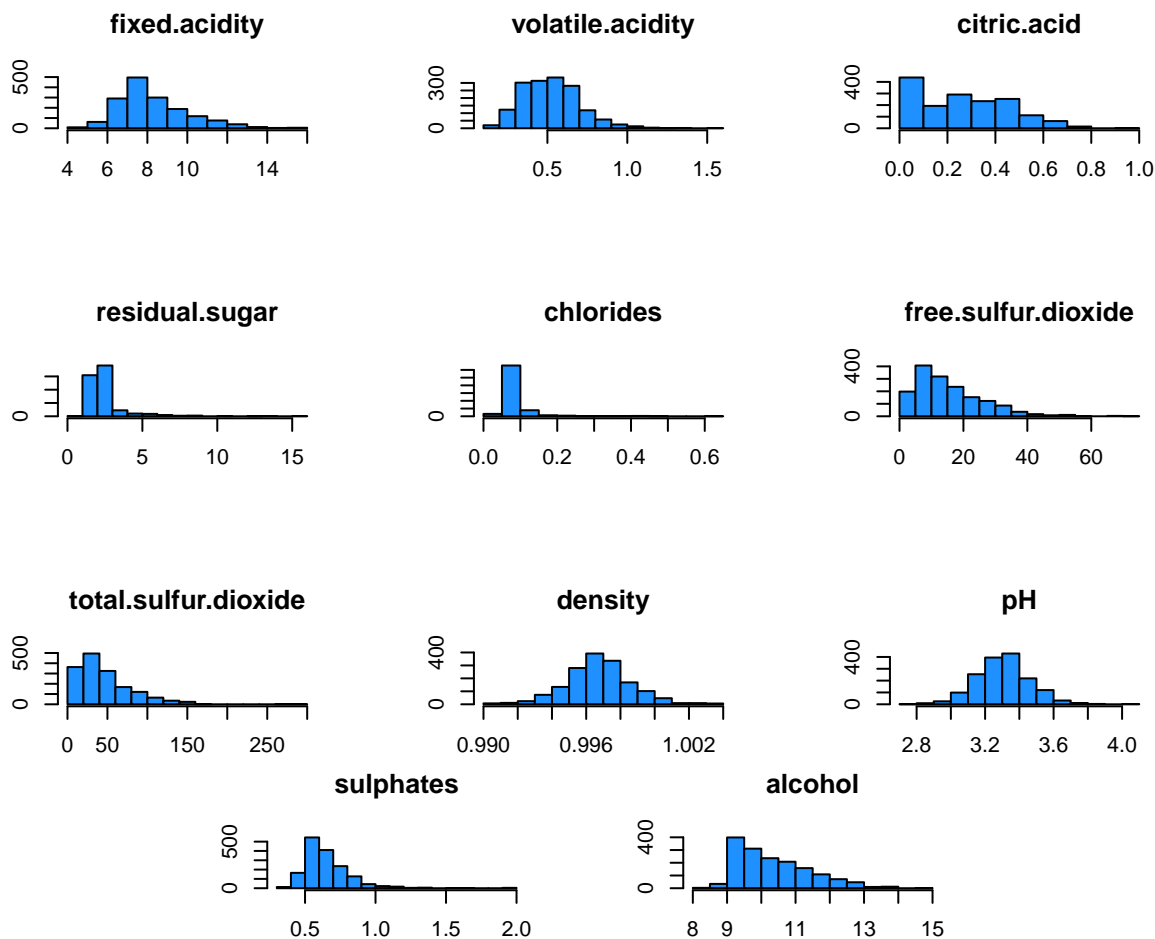 fixed.acidity
0 500
4 6 8 10 14
volatile.acidity
0 300
0.5 1.0 1.5
citric.acid
0 400
0.0 0.2 0.4 0.6 0.8 1.0
residual.sugar
0
0 5 10 15
chlorides
0
0.0 0.2 0.4 0.6
free.sulfur.dioxide
0 400
0 20 40 60
total.sulfur.dioxide
0 500
0 50 150 250
density
0 400
0.990 0.996 1.002
pH
0 400
2.8 3.2 3.6 4.0
sulphates
0 500
0.5 1.0 1.5 2.0
alcohol
0 400
8 9 11 13 15